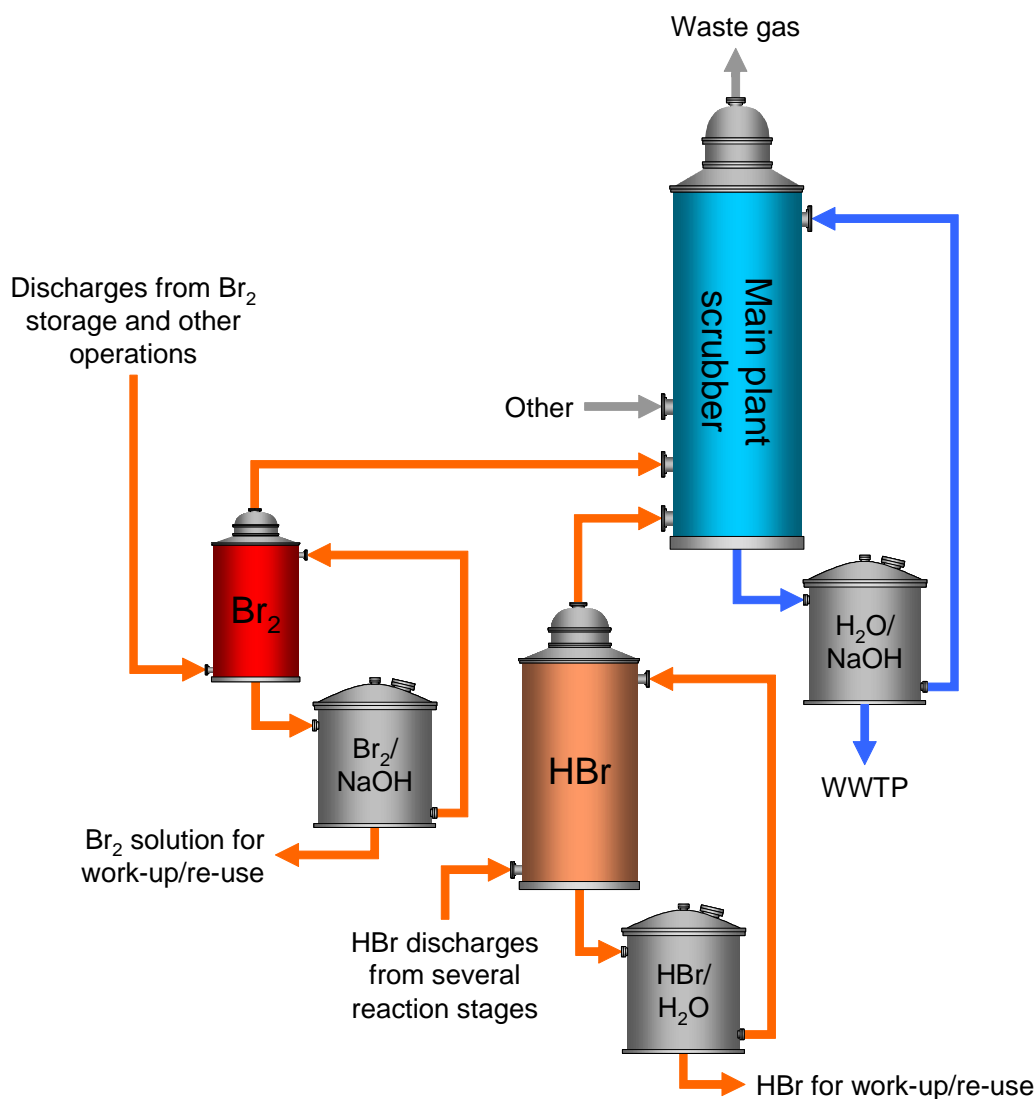 Waste gas
Main plant
scrubber
Discharges from Br₂
storage and other
operations
Other
Br₂
H₂O/
NaOH
Br₂/
NaOH
HBr
WWTP
Br₂ solution for
work-up/re-use
HBr discharges
from several
reaction stages
HBr/
H₂O
HBr for work-up/re-use